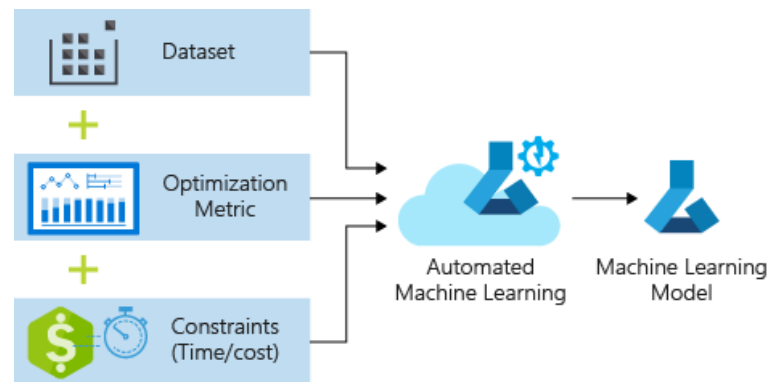 Dataset
Optimization
Metric
Constraints
(Time/cost)
Automated
Machine Learning
Machine Learning
Model